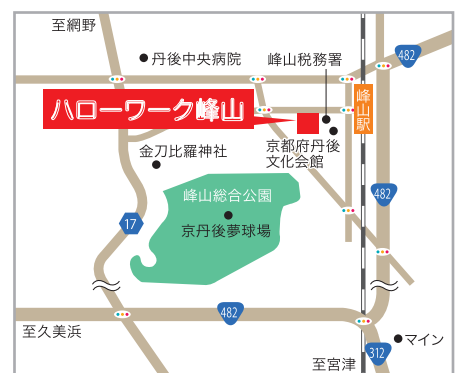 至網野
丹後中央病院
峰山税務署
482
ハローワーク峰山
峰山駅
京都府丹後
文化会館
金刀比羅神社
482
峰山総合公園
17
京丹後夢球場
482
至久美浜
マイン
312
至宮津